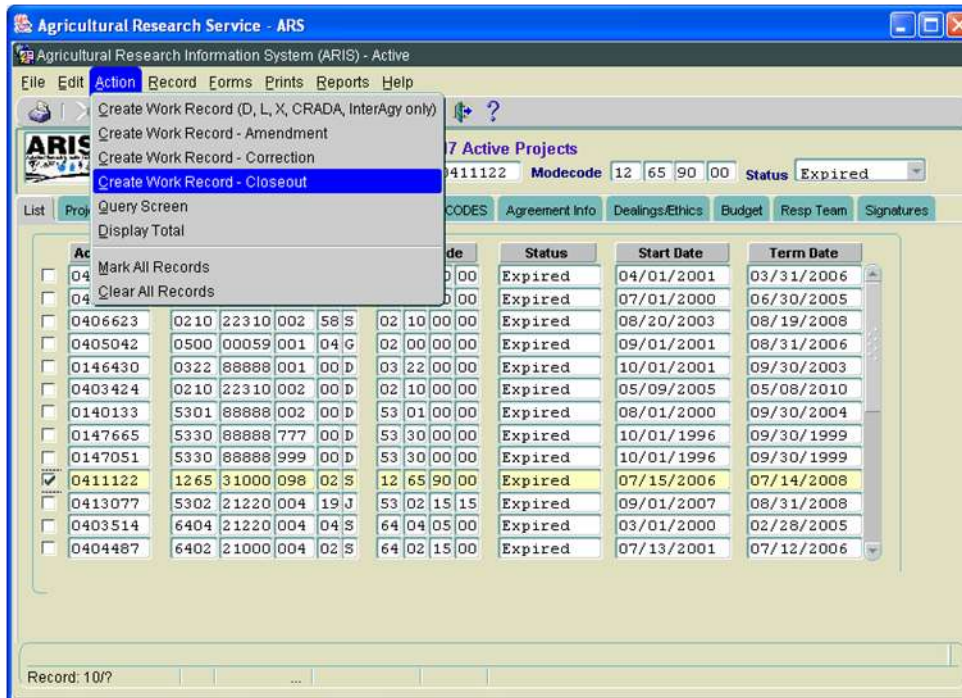 Agricultural Research Service - ARS
Agricultural Research Information System (ARIS) - Active
File Edit Action Record Forms Prints Reports Help
Create Work Record (D, L, X, CRADA, InterAgy only)
Create Work Record - Amendment
Create Work Record - Correction
Create Work Record - Closeout
Query Screen
Display Total
Mark All Records
Clear All Records
?
ARIS
Active Projects
411122 Modecode 12 65 90 00 Status Expired
List Proj CODES Agreement Info Dealings/Ethics Budget Resp Team Signatures
Ac de Status Start Date Term Date
04 00 Expired 04/01/2001 03/31/2006
04 00 Expired 07/01/2000 06/30/2005
0406623 0210 22310 002 58 S 02 10 00 00 Expired 08/20/2003 08/19/2008
0405042 0500 00059 001 04 G 02 00 00 00 Expired 09/01/2001 08/31/2006
0146430 0322 88888 001 00 D 03 22 00 00 Expired 10/01/2001 09/30/2003
0403424 0210 22310 002 00 D 02 10 00 00 Expired 05/09/2005 05/08/2010
0140133 5301 88888 002 00 D 53 01 00 00 Expired 08/01/2000 09/30/2004
0147665 5330 88888 777 00 D 53 30 00 00 Expired 10/01/1996 09/30/1999
0147051 5330 88888 999 00 D 53 30 00 00 Expired 10/01/1996 09/30/1999
0411122 1265 31000 098 02 S 12 65 90 00 Expired 07/15/2006 07/14/2008
0413077 5302 21220 004 19 J 53 02 15 15 Expired 09/01/2007 08/31/2008
0403514 6404 21220 004 04 S 64 04 05 00 Expired 03/01/2000 02/28/2005
0404487 6402 21000 004 02 S 64 02 15 00 Expired 07/13/2001 07/12/2006
Record: 10/? ...